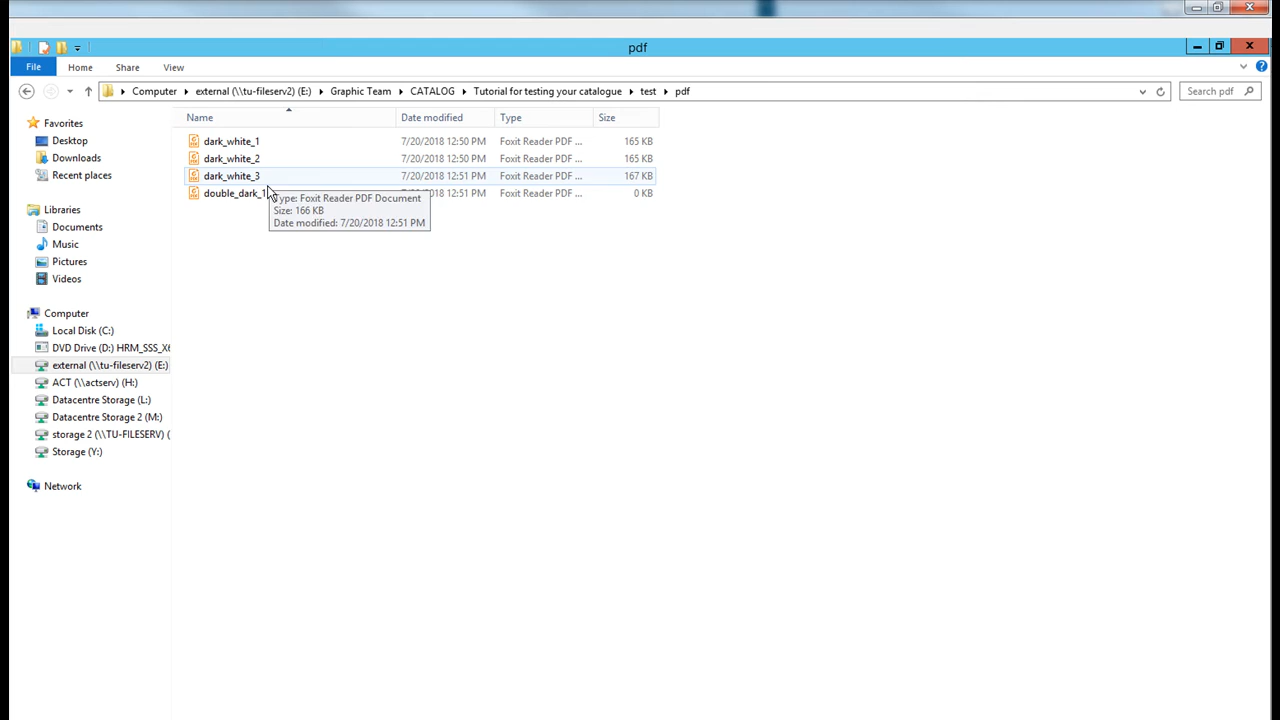 pdf
File Home Share View
Computer external (\\tu-fileserv2) (E:) Graphic Team CATALOG Tutorial for testing your catalogue test pdf Search pdf
Name Date modified Type Size
Favorites
Desktop
Downloads
Recent places
Libraries
Documents
Music
Pictures
Videos
Computer
Local Disk (C:)
DVD Drive (D:) HRM_SSS_X6
external (\\tu-fileserv2) (E:)
ACT (\\actserv) (H:)
Datacentre Storage (L:)
Datacentre Storage 2 (M:)
storage 2 (\\TU-FILESERV) (
Storage (Y:)
Network
dark_white_1 7/20/2018 12:50 PM Foxit Reader PDF ... 165 KB
dark_white_2 7/20/2018 12:50 PM Foxit Reader PDF ... 165 KB
dark_white_3 7/20/2018 12:51 PM Foxit Reader PDF ... 167 KB
double_dark_1 12:51 PM Foxit Reader PDF ... 0 KB
Type: Foxit Reader PDF Document
Size: 166 KB
Date modified: 7/20/2018 12:51 PM